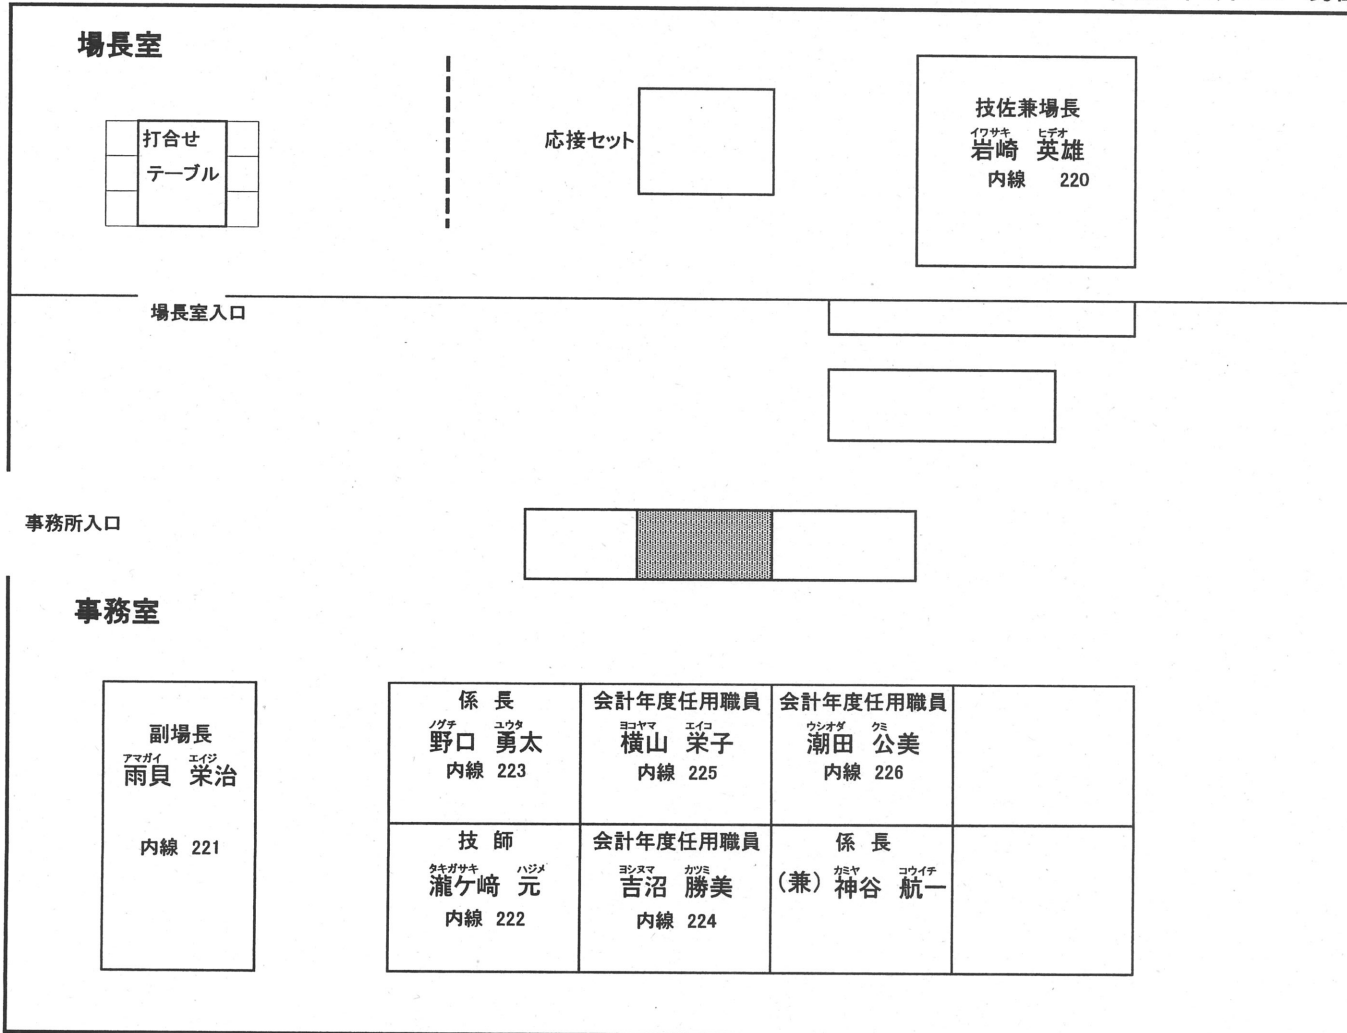 場長室
打合せ
テーブル
応接セット
技佐兼場長
イワサキ ヒデオ
岩崎 英雄
内線 220
場長室入口
事務所入口
事務室
副場長
アマガイ エイジ
雨貝 栄治
内線 221
係 長
ノグチ ユウタ
野口 勇太
内線 223
会計年度任用職員
ヨコヤマ エイコ
横山 栄子
内線 225
会計年度任用職員
ウシオダ クミ
潮田 公美
内線 226
技 師
タキガサキ ハジメ
瀧ケ﨑 元
内線 222
会計年度任用職員
ヨシヌマ カツミ
吉沼 勝美
内線 224
係 長
カミヤ コウイチ
(兼) 神谷 航一